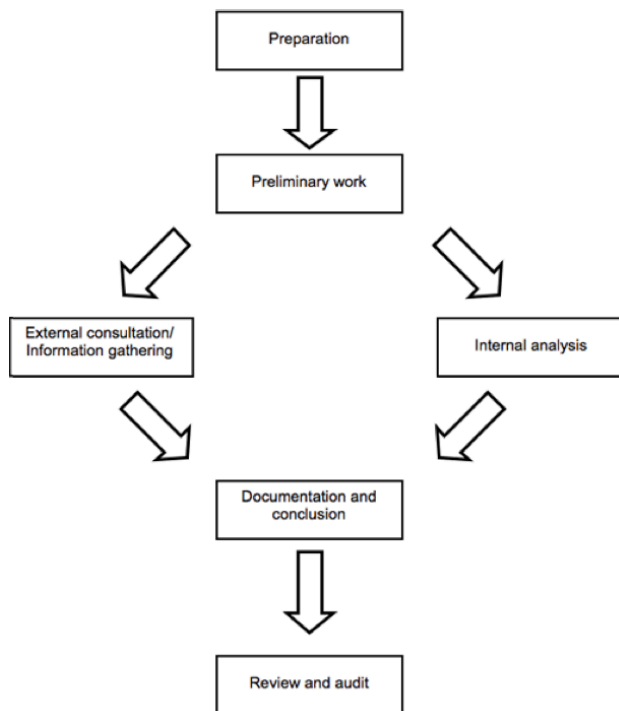 Preparation
Preliminary work
External consultation/
Information gathering
Internal analysis
Documentation and
conclusion
Review and audit